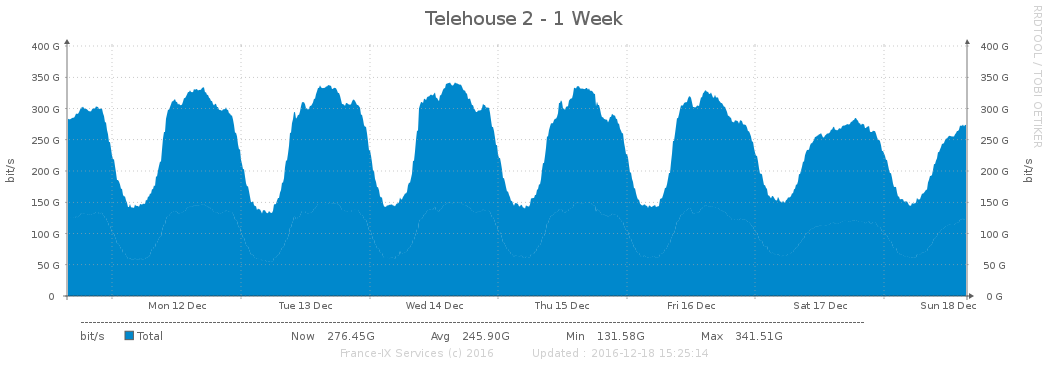 Telehouse 2 - 1 Week
RRDTOOL / TOBI OETIKER
400 G 400 G
350 G 350 G
300 G 300 G
250 G 250 G
200 G 200 G
150 G 150 G
100 G 100 G
50 G 50 G
0 0 G
bit/s bit/s
Mon 12 Dec Tue 13 Dec Wed 14 Dec Thu 15 Dec Fri 16 Dec Sat 17 Dec Sun 18 Dec
bit/s Total Now 276.45G Avg 245.90G Min 131.58G Max 341.51G
France-IX Services (c) 2016 Updated : 2016-12-18 15:25:14